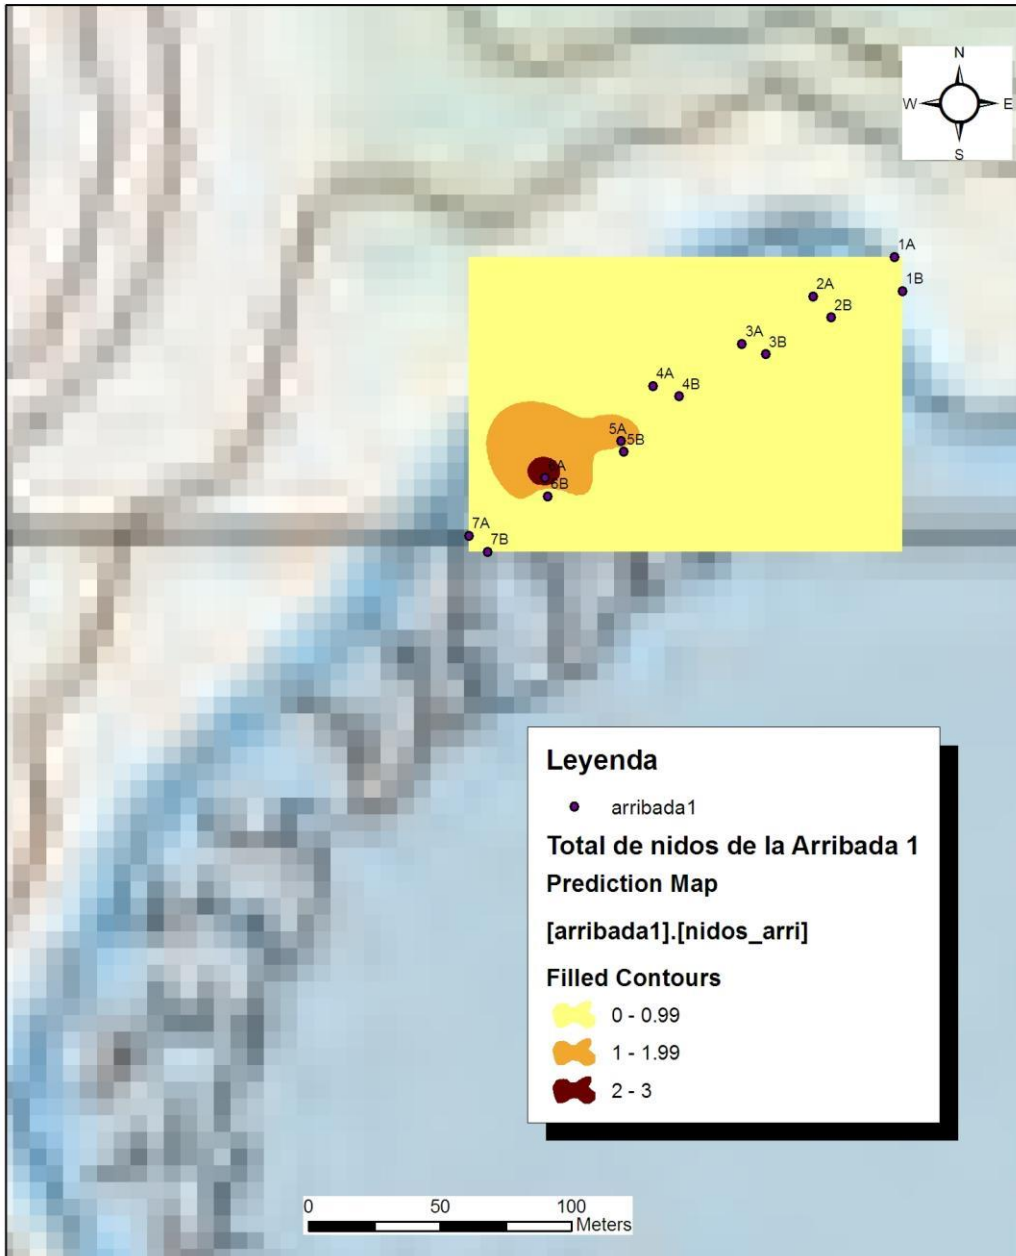 N
W E
S
1A
1B
2A
2B
3A
3B
4A
4B
5A
5B
6A
6B
7A
7B
Leyenda
arribada1
Total de nidos de la Arribada 1
Prediction Map
[arribada1].[nidos_arri]
Filled Contours
0 - 0.99
1 - 1.99
2 - 3
0 50 100
Meters